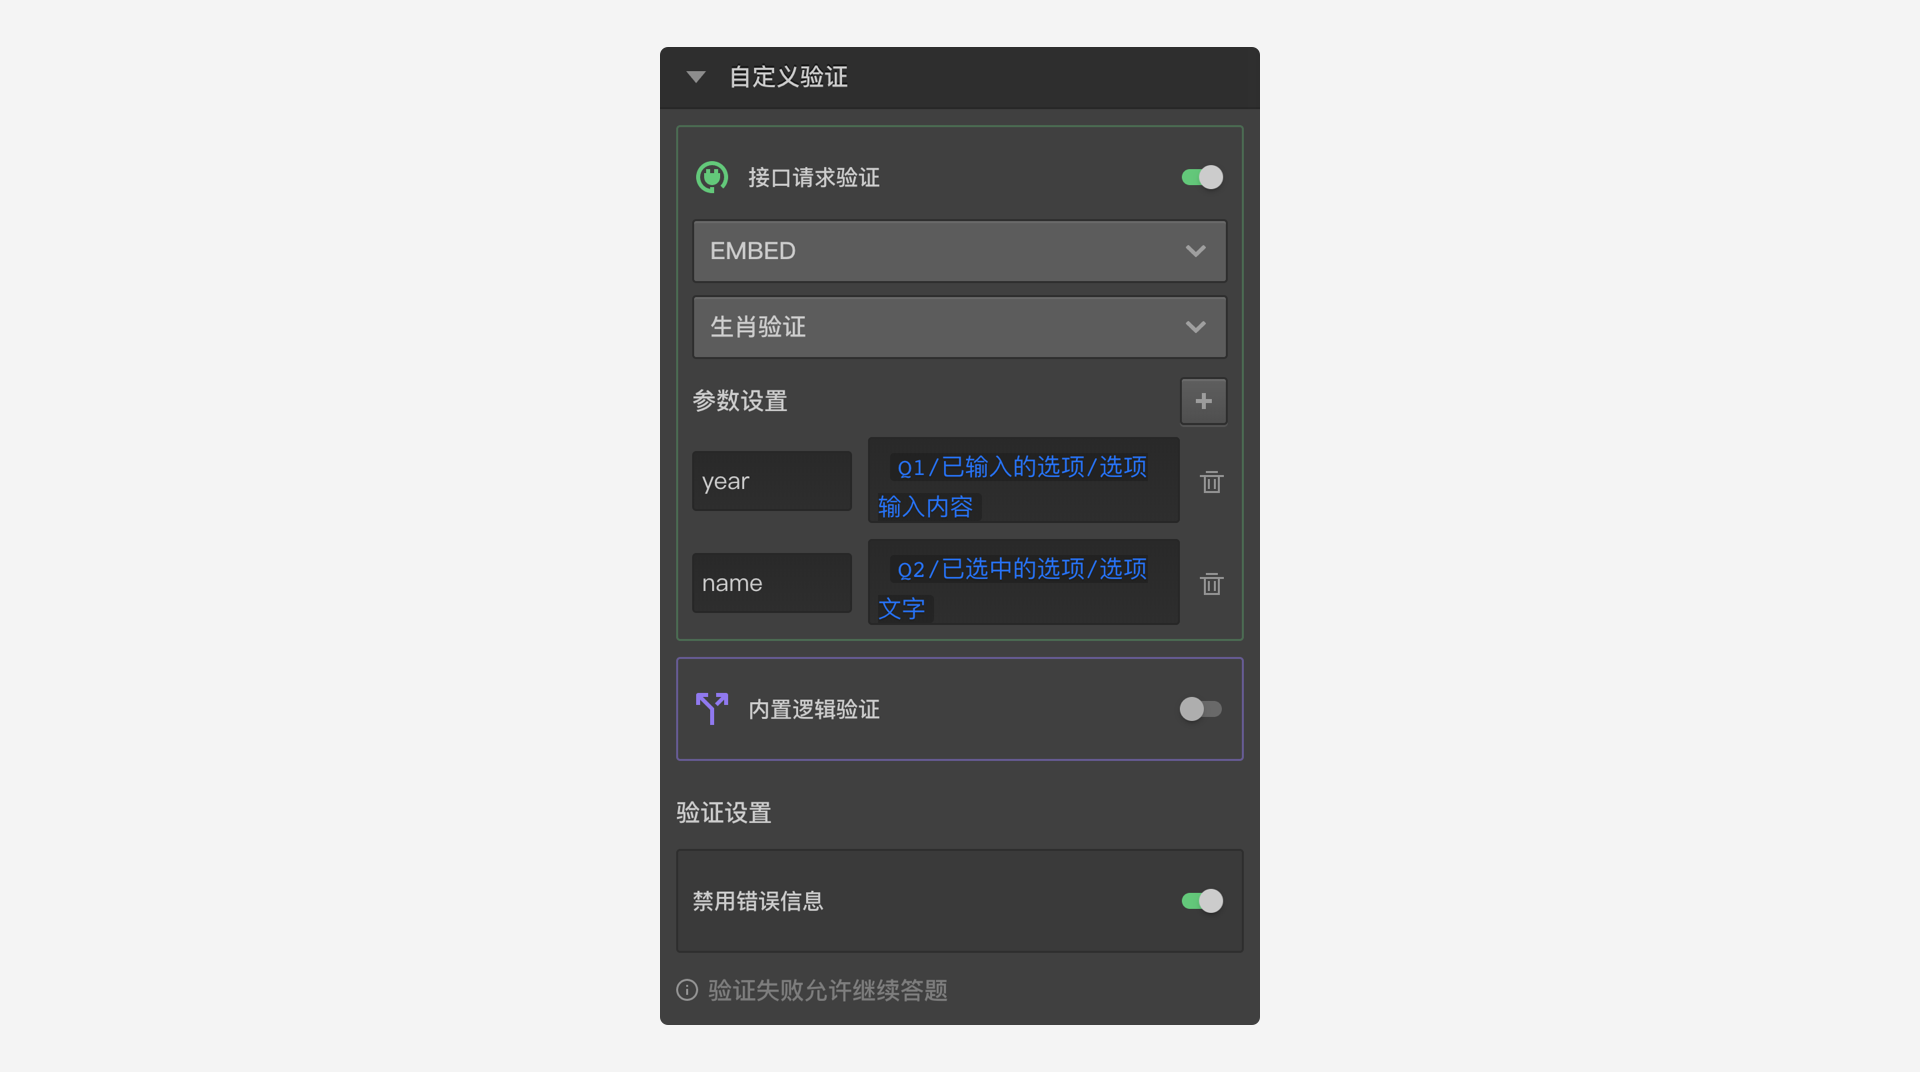 自定义验证
接口请求验证
EMBED
生肖验证
参数设置
year
Q1/已输入的选项/选项
输入内容
name
Q2/已选中的选项/选项
文字
内置逻辑验证
验证设置
禁用错误信息
验证失败允许继续答题